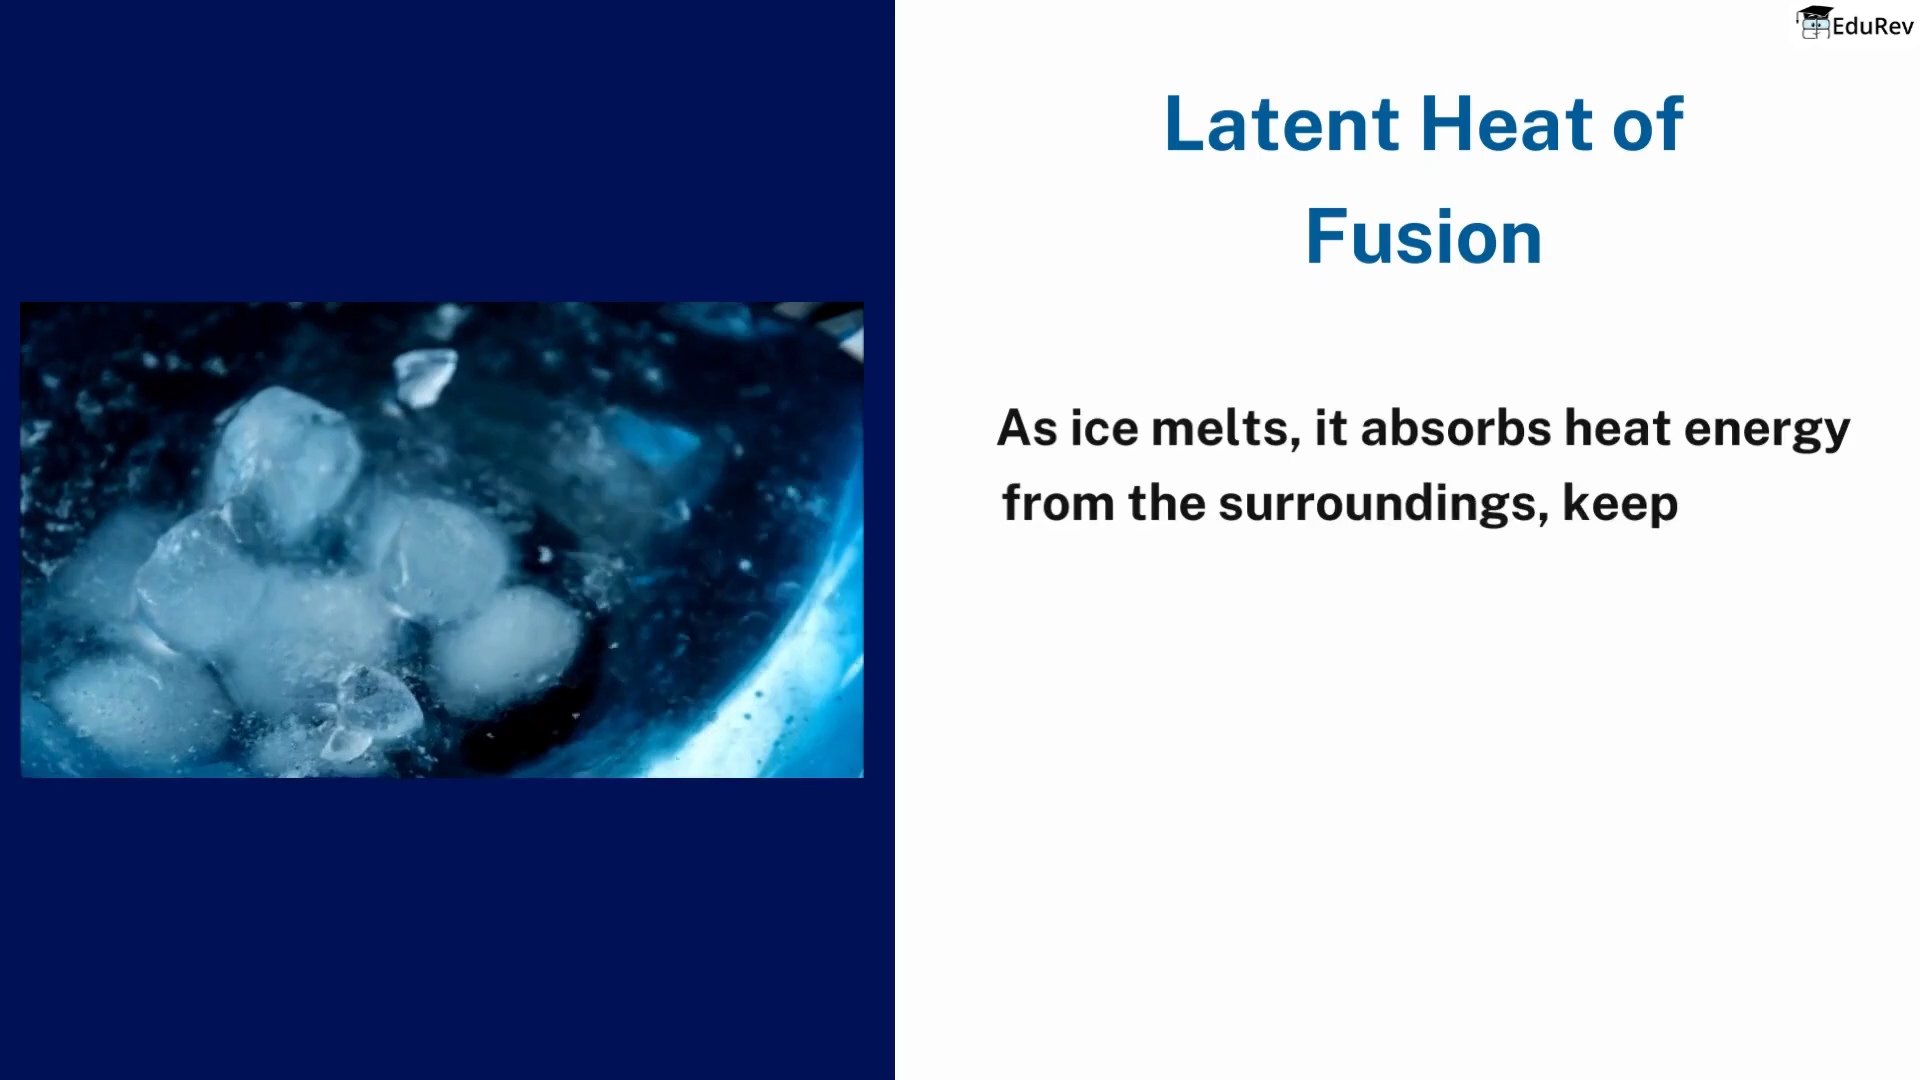 EduRev
Latent Heat of
Fusion
As ice melts, it absorbs heat energy
from the surroundings, keep